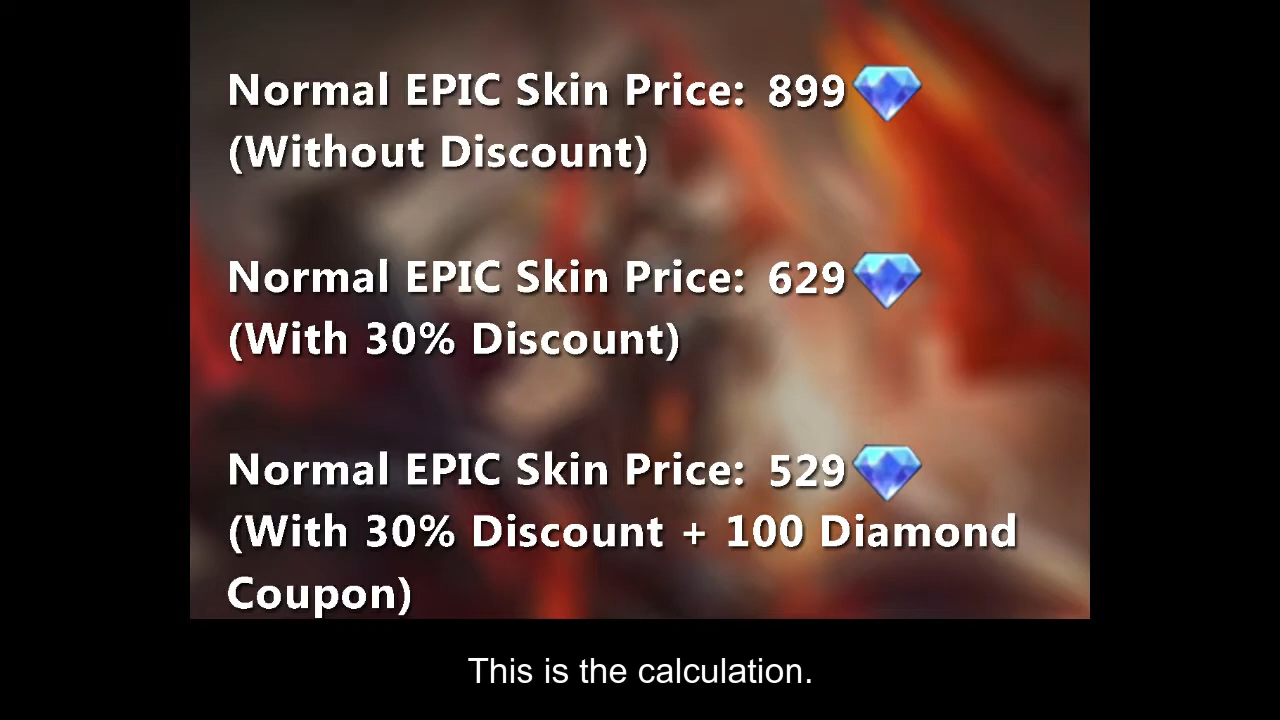 Normal EPIC Skin Price: 899
(Without Discount)
Normal EPIC Skin Price: 629
(With 30% Discount)
Normal EPIC Skin Price: 529
(With 30% Discount + 100 Diamond
Coupon)
This is the calculation.